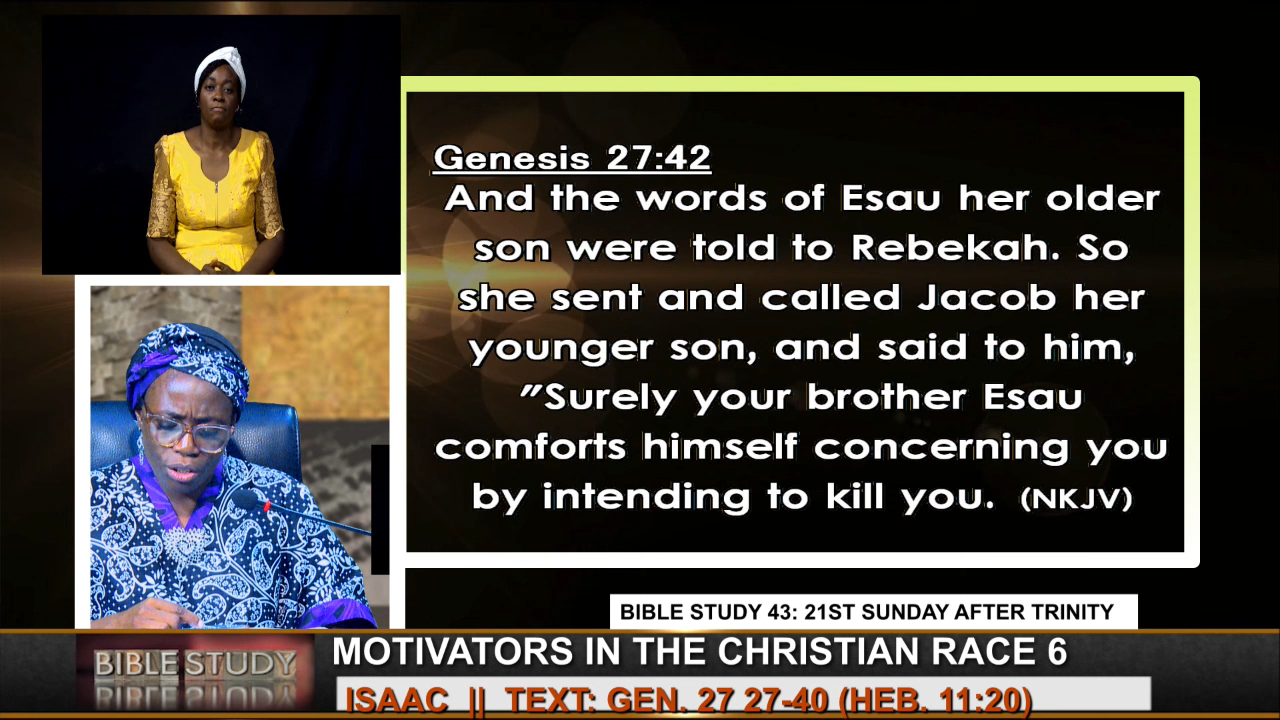 Genesis 27:42
And the words of Esau her older
son were told to Rebekah. So
she sent and called Jacob her
younger son, and said to him,
"Surely your brother Esau
comforts himself concerning you
by intending to kill you. (NKJV)
BIBLE STUDY 43: 21ST SUNDAY AFTER TRINITY
BIBLE STUDY
MOTIVATORS IN THE CHRISTIAN RACE 6
ISAAC || TEXT: GEN. 27 27-40 (HEB. 11:20)